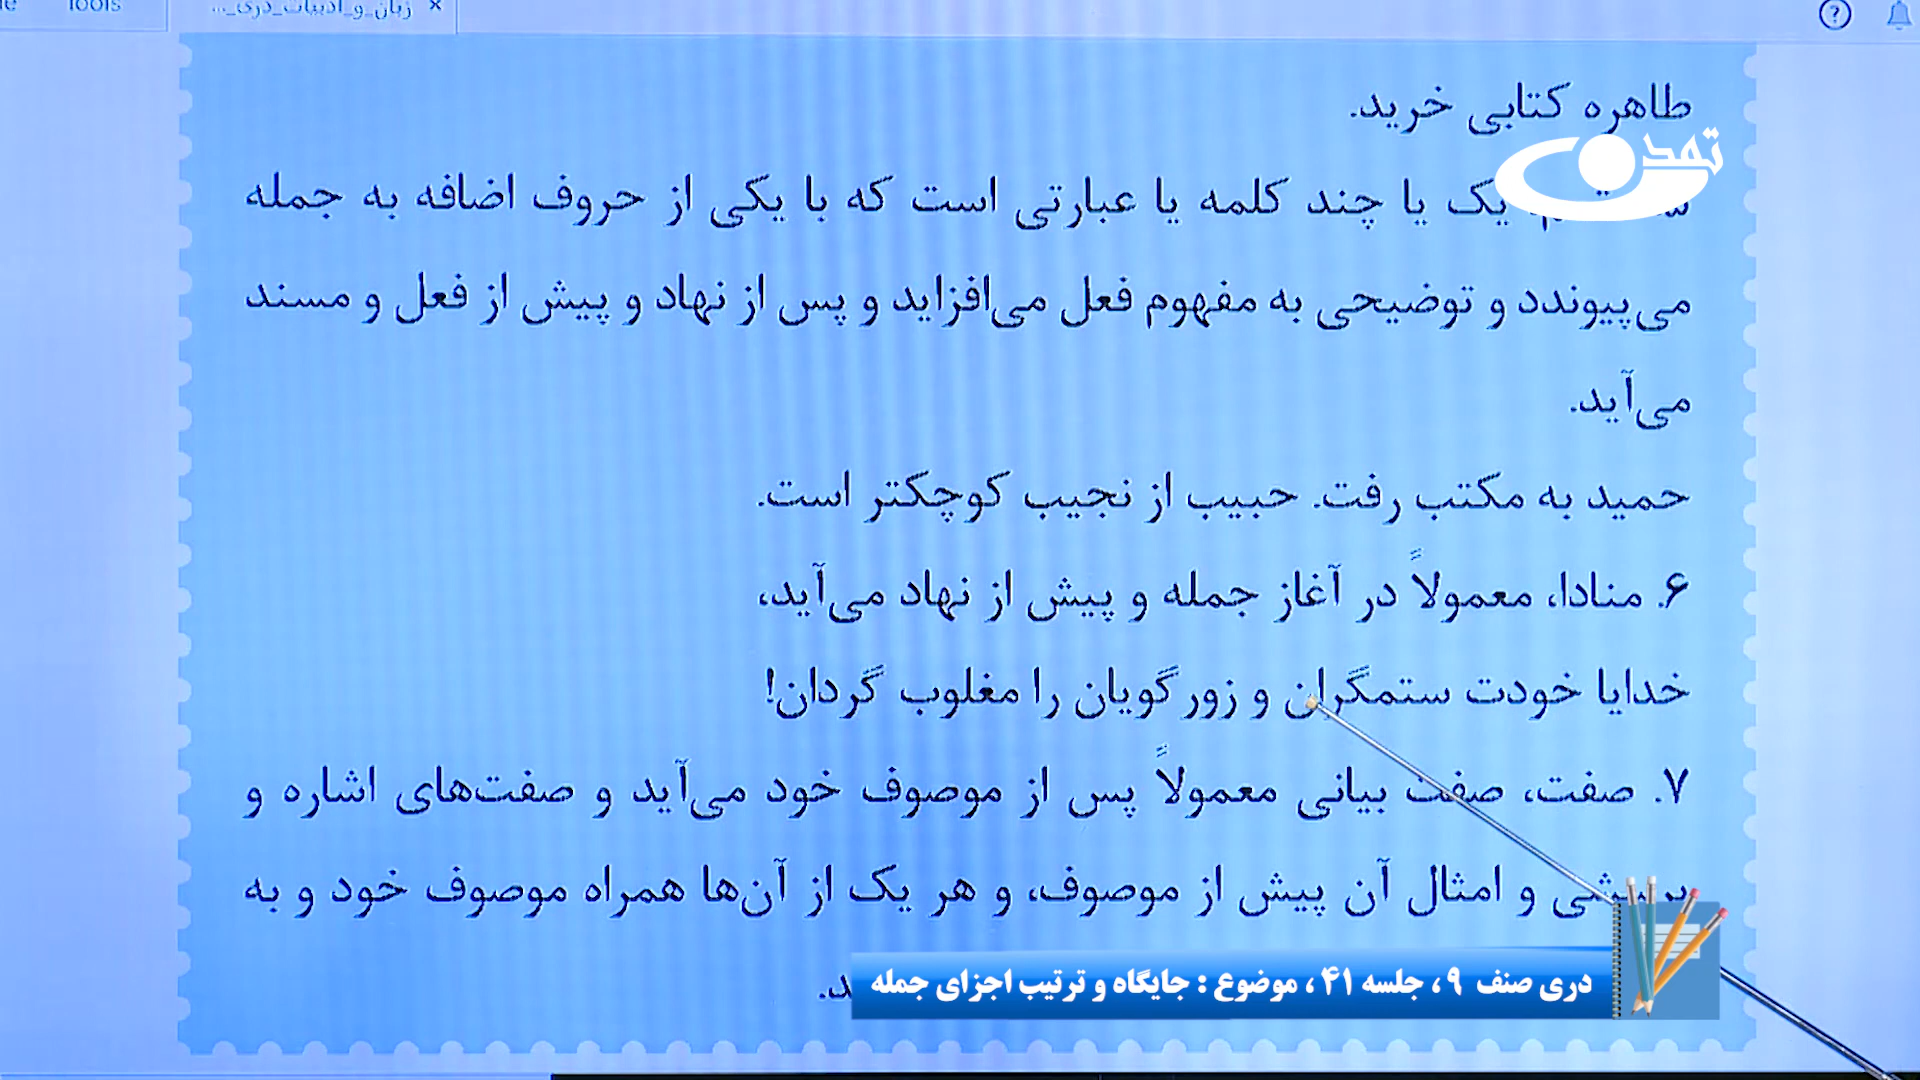 Tools
زبان_و_ادبیات_دری_...
طاهره کتابی خرید.
تمدن
یک یا چند کلمه یا عبارتی است که با یکی از حروف اضافه به جمله
می‌پیوندد و توضیحی به مفهوم فعل می‌افزاید و پس از نهاد و پیش از فعل و مسند
می‌آید.
حمید به مکتب رفت. حبیب از نجیب کوچکتر است.
۶. منادا، معمولاً در آغاز جمله و پیش از نهاد می‌آید،
خدایا خودت ستمگران و زورگویان را مغلوب گردان!
۷. صفت، صفت بیانی معمولاً پس از موصوف خود می‌آید و صفت‌های اشاره و
و امثال آن پیش از موصوف، و هر یک از آن‌ها همراه موصوف خود و به
دری صنف ۹ ، جلسه ۴۱ ، موضوع : جایگاه و ترتیب اجزای جمله